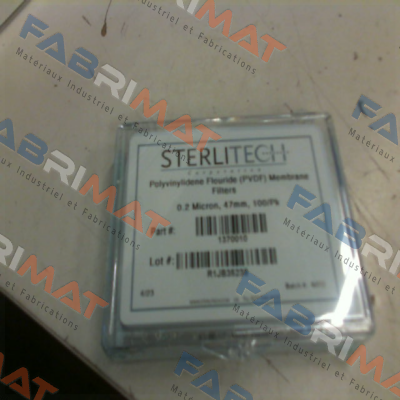 STERLITECH
Corporation
Polyvinylidene Flouride (PVDF) Membrane
Filters
0.2 Micron, 47mm, 100/Pk
Part #:
1370010
Lot #:
FABRIMAT
Materiaux Industriel et Fabrications